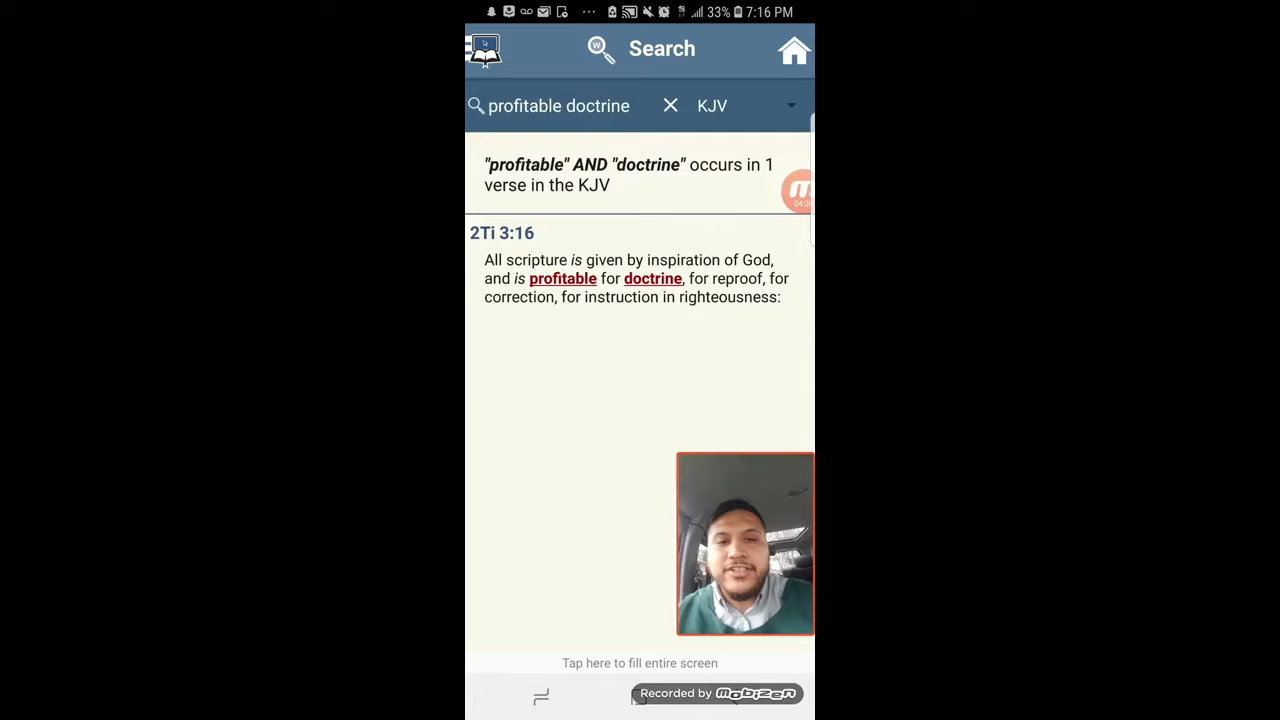 33% 7:16 PM
W Search
profitable doctrine KJV
"profitable" AND "doctrine" occurs in 1
verse in the KJV
2Ti 3:16
All scripture is given by inspiration of God,
and is profitable for doctrine, for reproof, for
correction, for instruction in righteousness:
Tap here to fill entire screen
Recorded by MOBIZEN